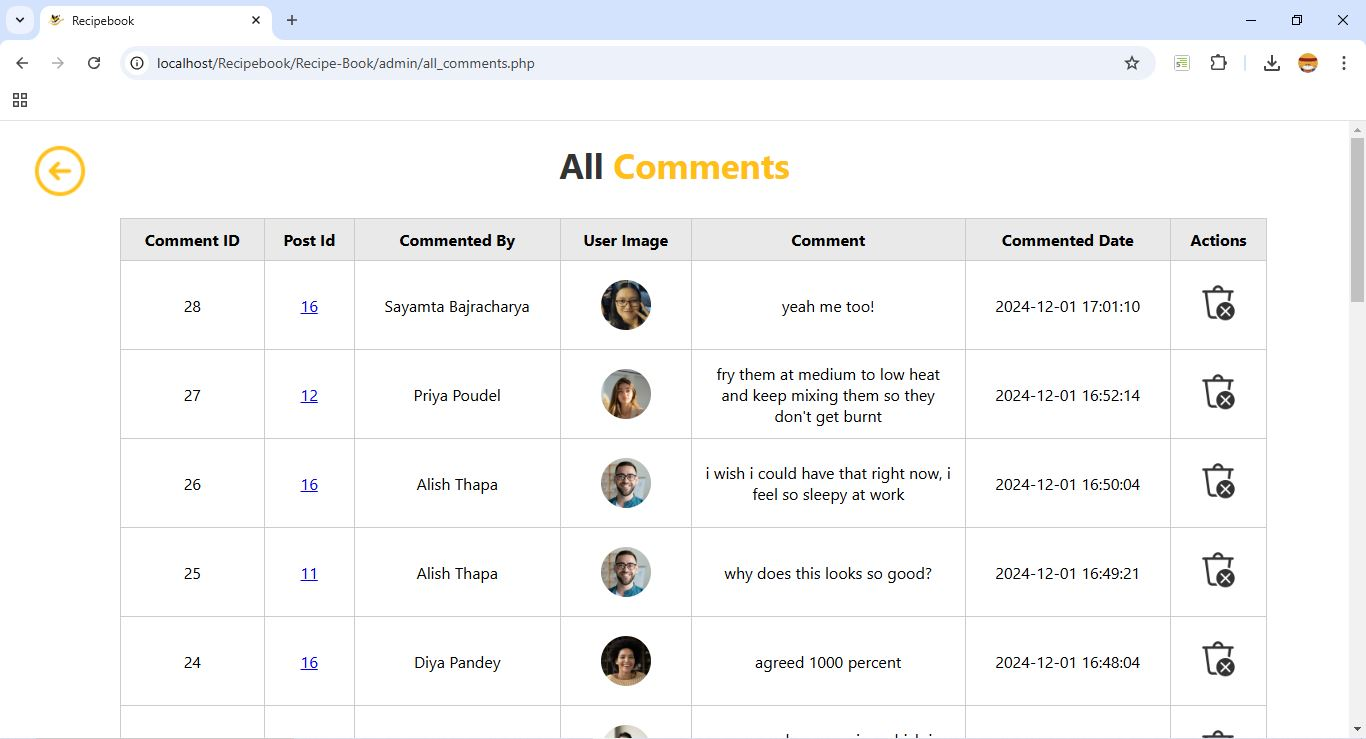 Recipebook
localhost/Recipebook/Recipe-Book/admin/all_comments.php
All Comments
Comment ID Post Id Commented By User Image Comment Commented Date Actions
28 16 Sayamta Bajracharya yeah me too! 2024-12-01 17:01:10
fry them at medium to low heat
27 12 Priya Poudel and keep mixing them so they 2024-12-01 16:52:14
don't get burnt
26 16 Alish Thapa i wish i could have that right now, i 2024-12-01 16:50:04
feel so sleepy at work
25 11 Alish Thapa why does this looks so good? 2024-12-01 16:49:21
24 16 Diya Pandey agreed 1000 percent 2024-12-01 16:48:04